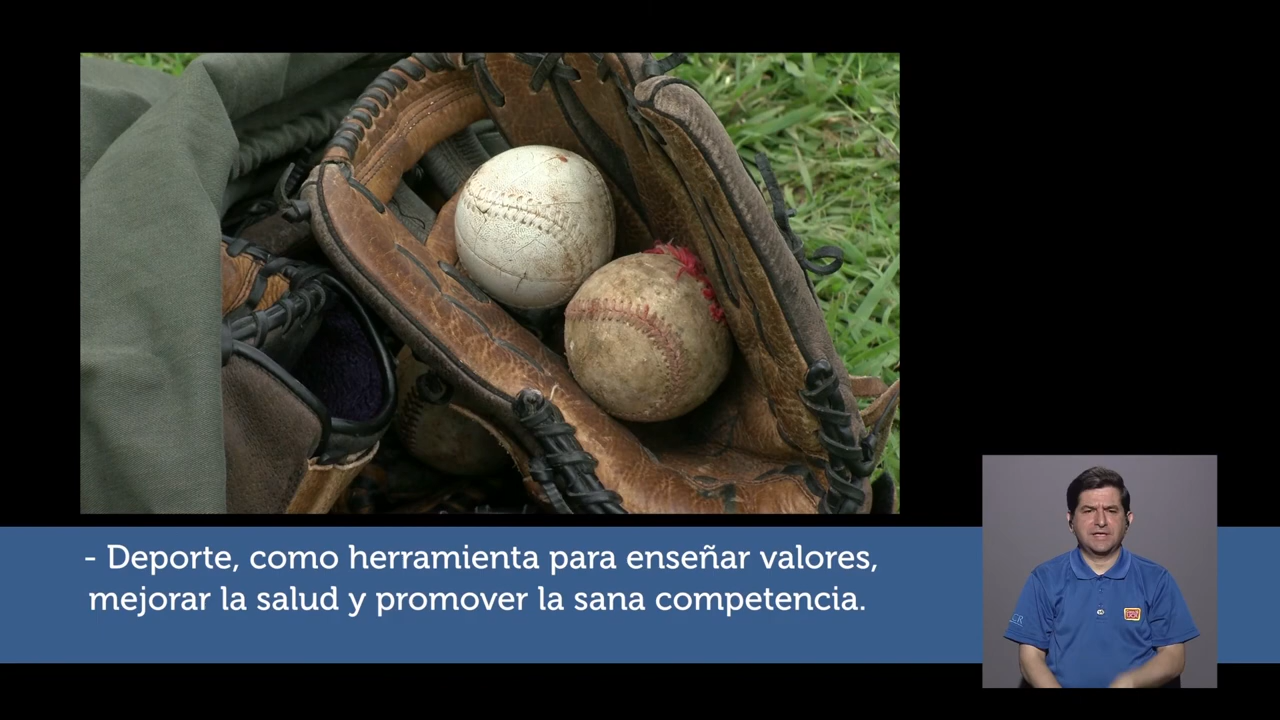 - Deporte, como herramienta para enseñar valores,
mejorar la salud y promover la sana competencia.